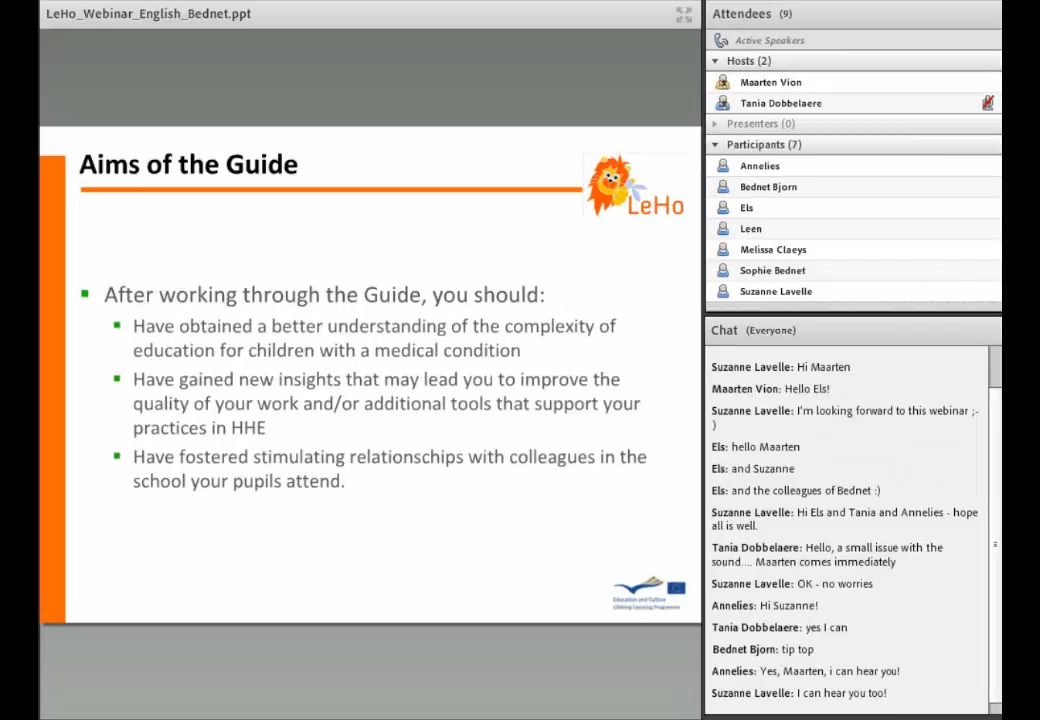 LeHo_Webinar_English_Bednet.ppt
Aims of the Guide
LeHo
After working through the Guide, you should:
Have obtained a better understanding of the complexity of
education for children with a medical condition
Have gained new insights that may lead you to improve the
quality of your work and/or additional tools that support your
practices in HHE
Have fostered stimulating relationships with colleagues in the
school your pupils attend.
Education and Culture
Lifelong Learning Programme
Attendees (9)
Active Speakers
Hosts (2)
Maarten Vion
Tania Dobbelaere
Presenters (0)
Participants (7)
Annelies
Bednet Bjorn
Els
Leen
Melissa Claeys
Sophie Bednet
Suzanne Lavelle
Chat (Everyone)
Suzanne Lavelle: Hi Maarten
Maarten Vion: Hello Els!
Suzanne Lavelle: I'm looking forward to this webinar ;-
)
Els: hello Maarten
Els: and Suzanne
Els: and the colleagues of Bednet :)
Suzanne Lavelle: Hi Els and Tania and Annelies - hope
all is well.
Tania Dobbelaere: Hello, a small issue with the
sound.... Maarten comes immediately
Suzanne Lavelle: OK - no worries
Annelies: Hi Suzanne!
Tania Dobbelaere: yes I can
Bednet Bjorn: tip top
Annelies: Yes, Maarten, i can hear you!
Suzanne Lavelle: I can hear you too!